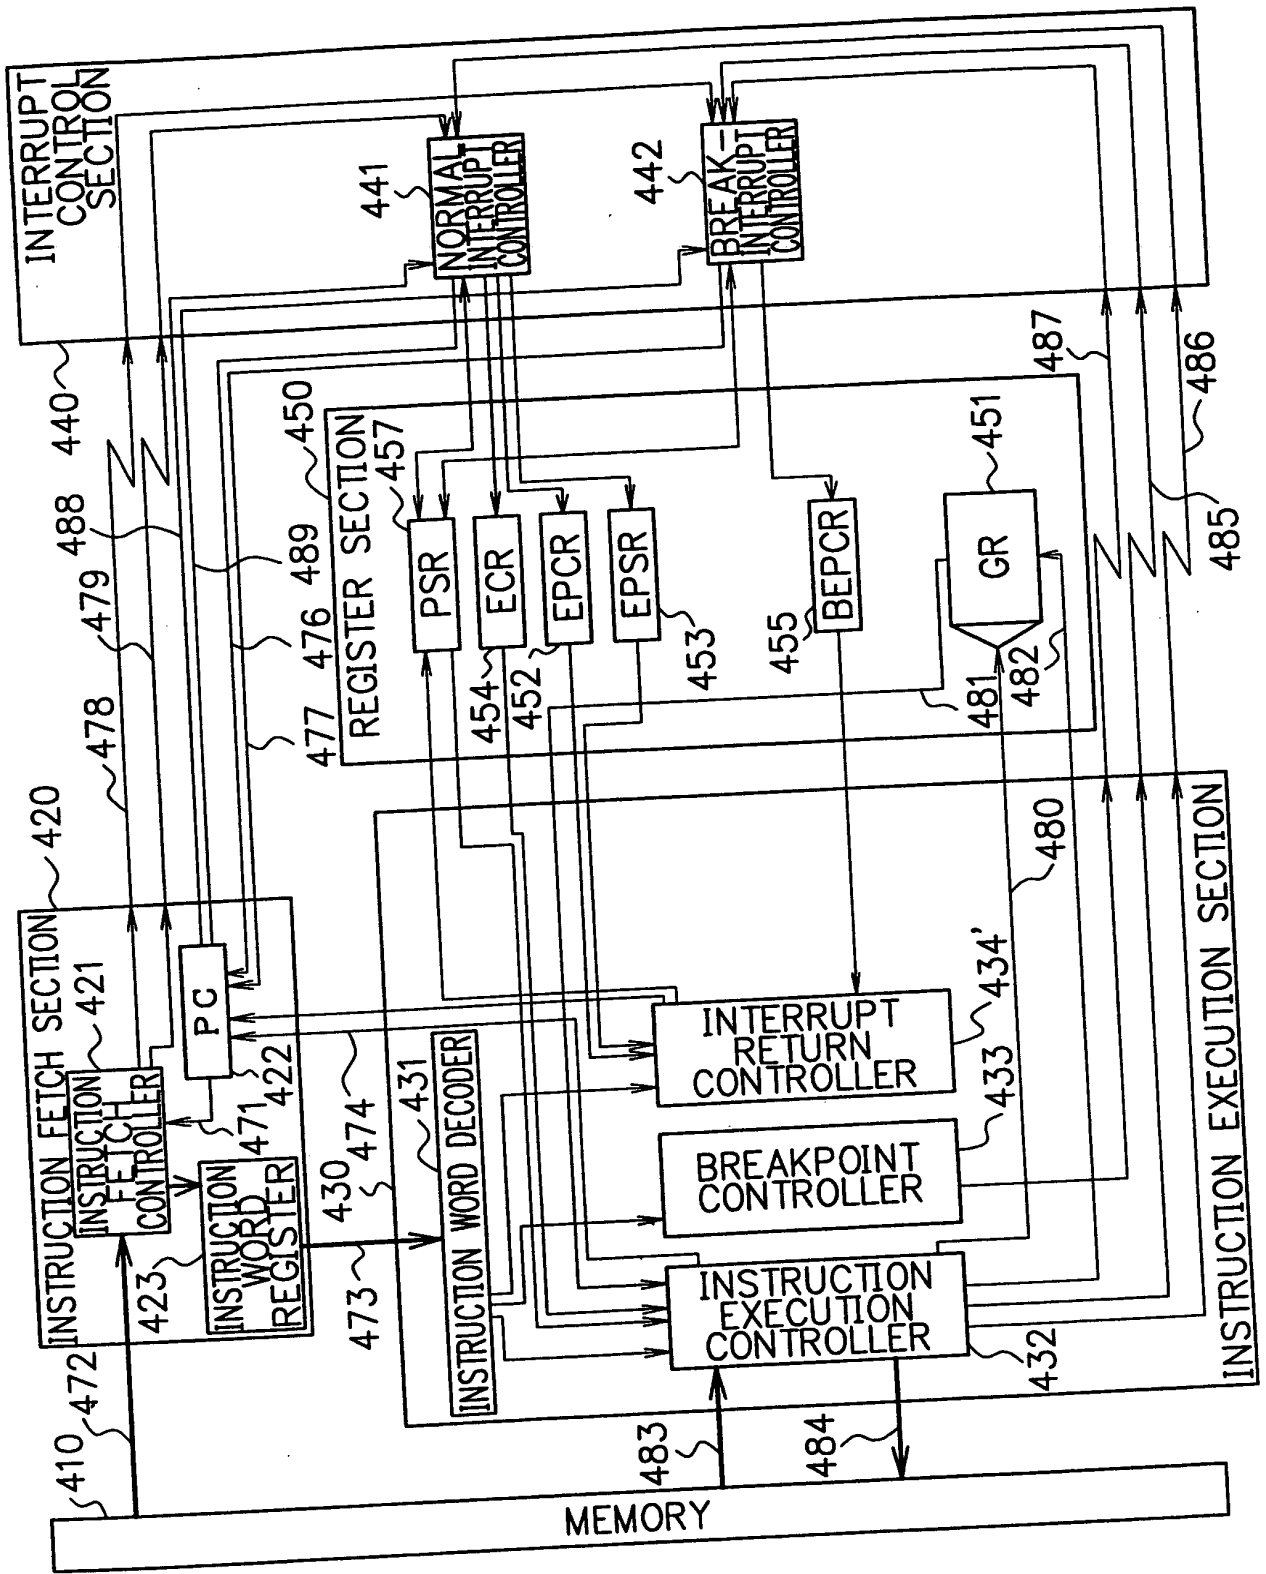 MEMORY
410
472
483
484
INSTRUCTION FETCH SECTION
420
INSTRUCTION
FETCH
CONTROLLER
421
PC
422
471
INSTRUCTION
WORD
REGISTER
423
473
474
430
INSTRUCTION EXECUTION SECTION
INSTRUCTION WORD DECODER
431
INTERRUPT
RETURN
CONTROLLER
434'
BREAKPOINT
CONTROLLER
433
INSTRUCTION
EXECUTION
CONTROLLER
432
480
478
479
488
489
476
477
REGISTER SECTION
450
PSR
457
ECR
454
EPCR
452
EPSR
453
BEPCR
455
GR
451
481
482
485
486
487
INTERRUPT
CONTROL
SECTION
440
NORMAL-
INTERRUPT
CONTROLLER
441
BREAK-
INTERRUPT
CONTROLLER
442